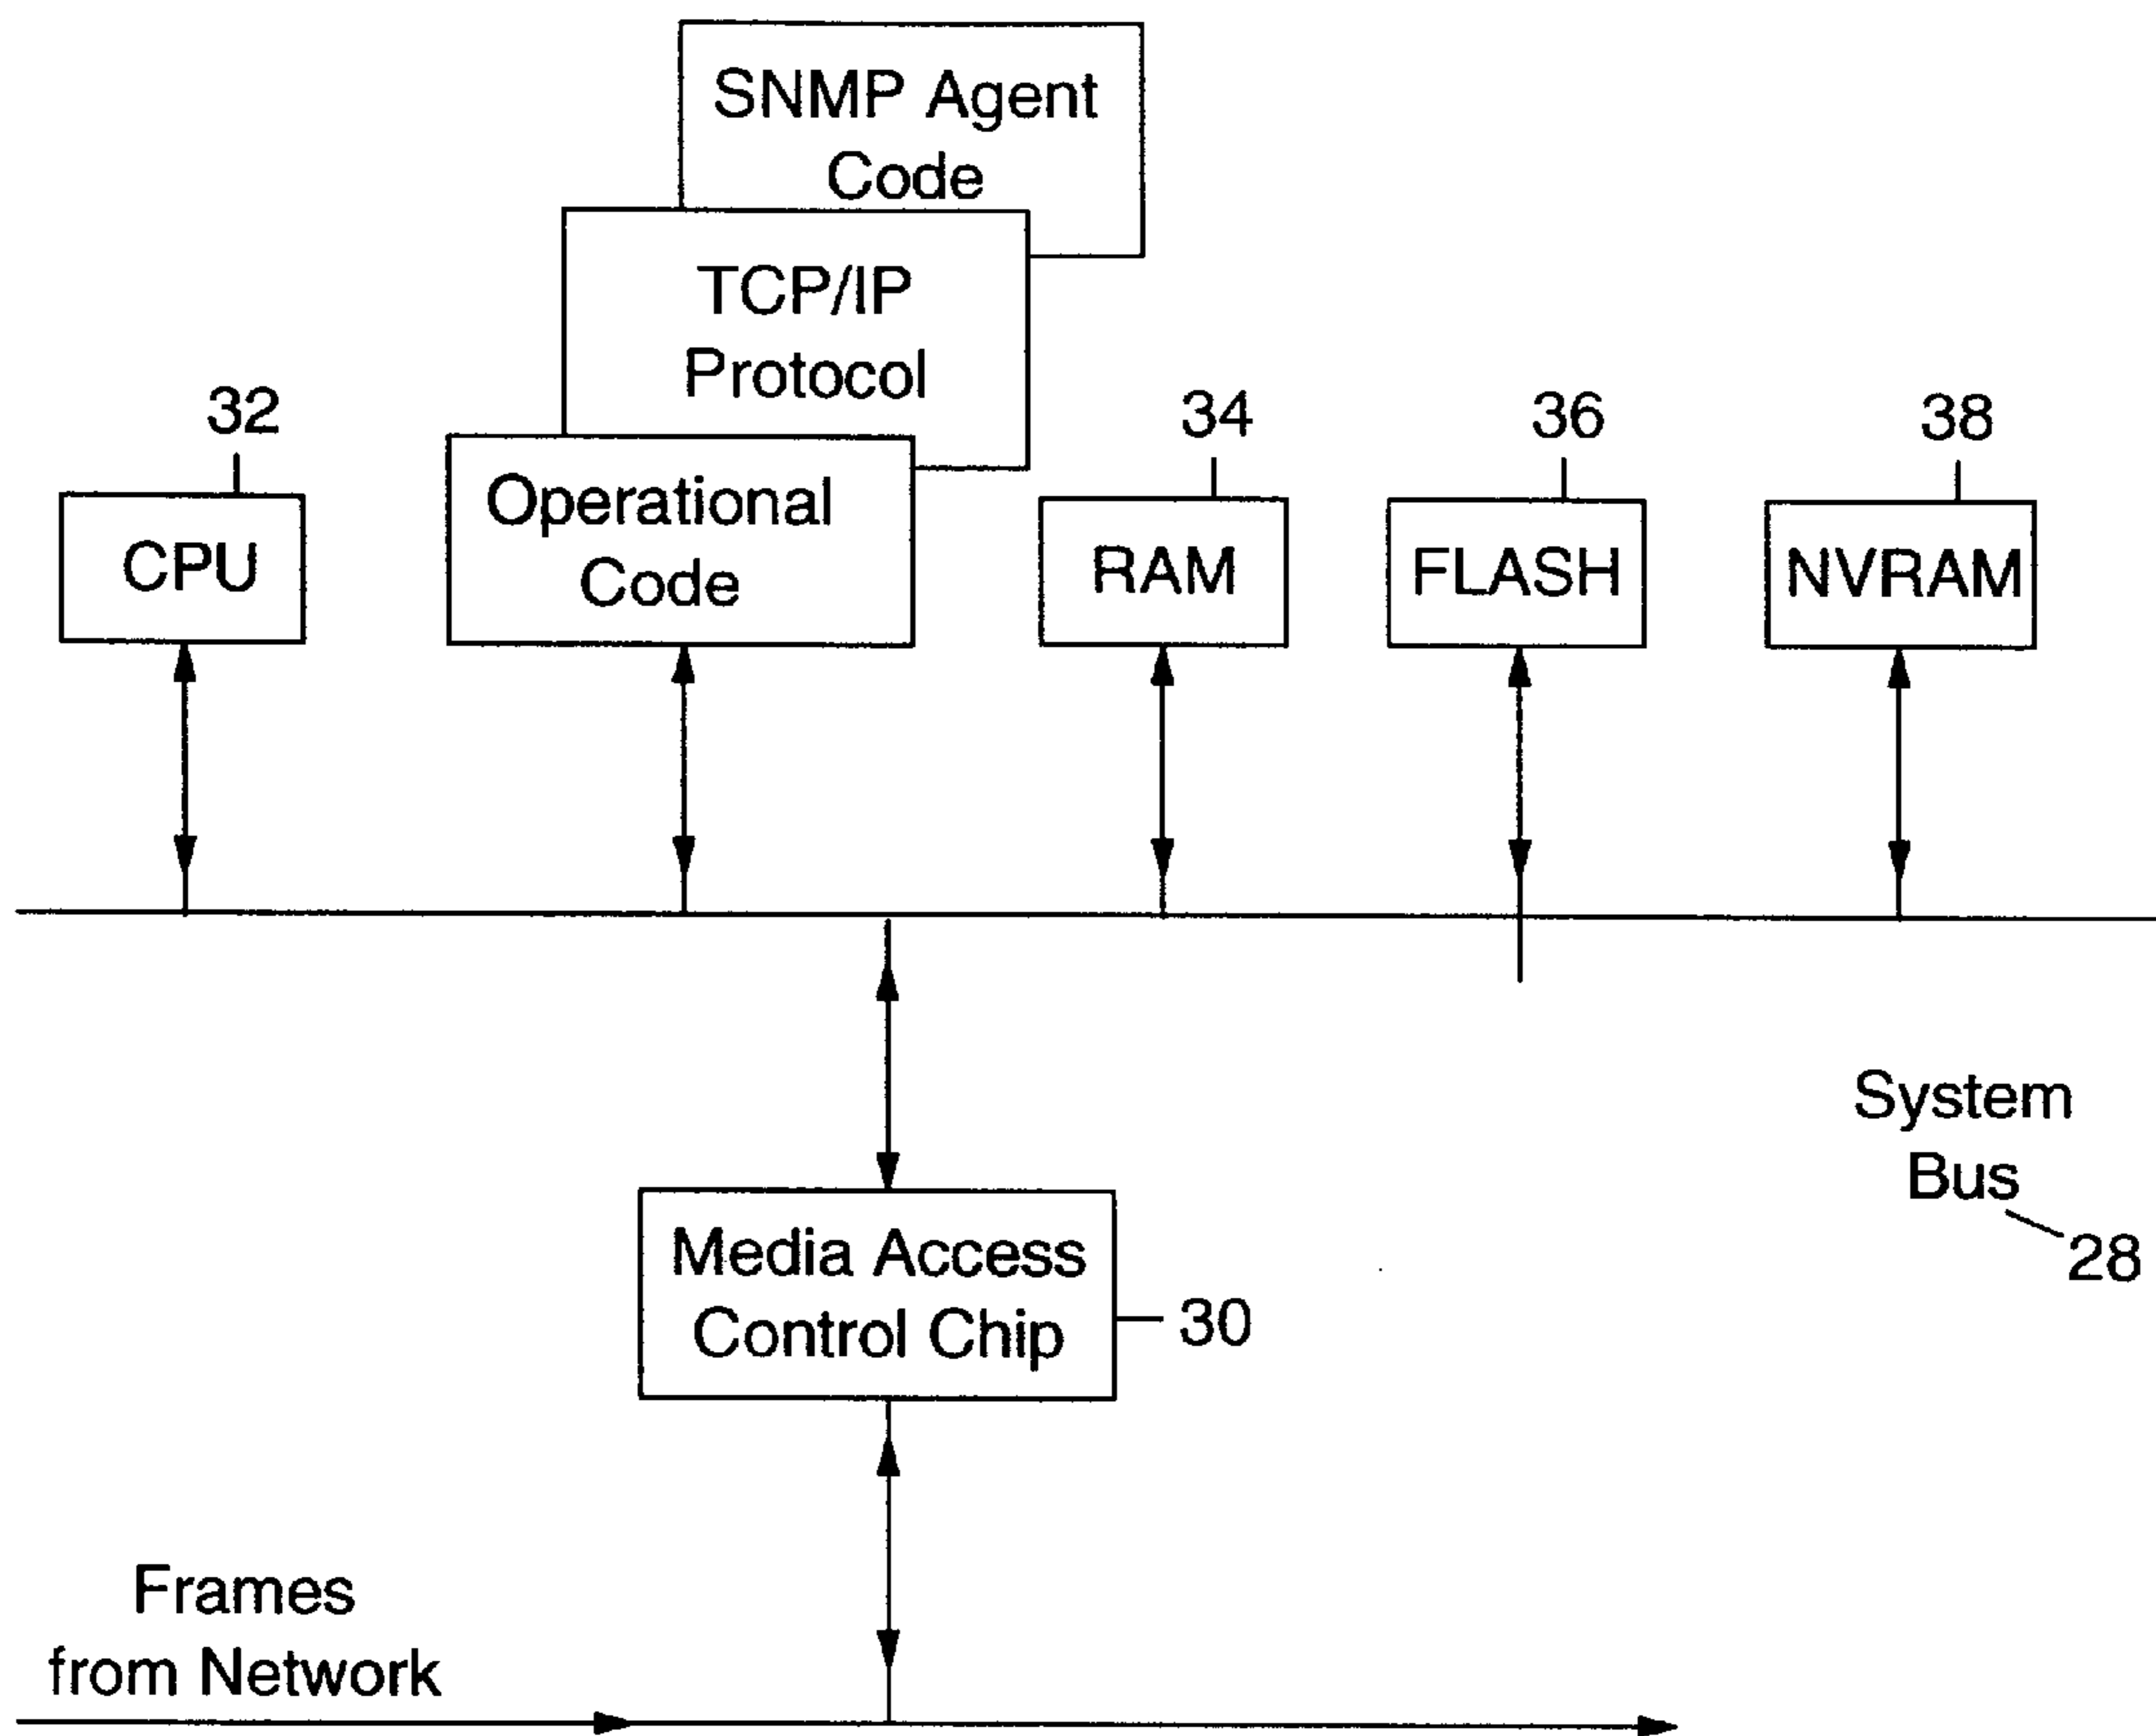 SNMP Agent
Code
TCP/IP
Protocol
Operational
Code
32
CPU
34
RAM
36
FLASH
38
NVRAM
System
Bus
28
Media Access
Control Chip
30
Frames
from Network